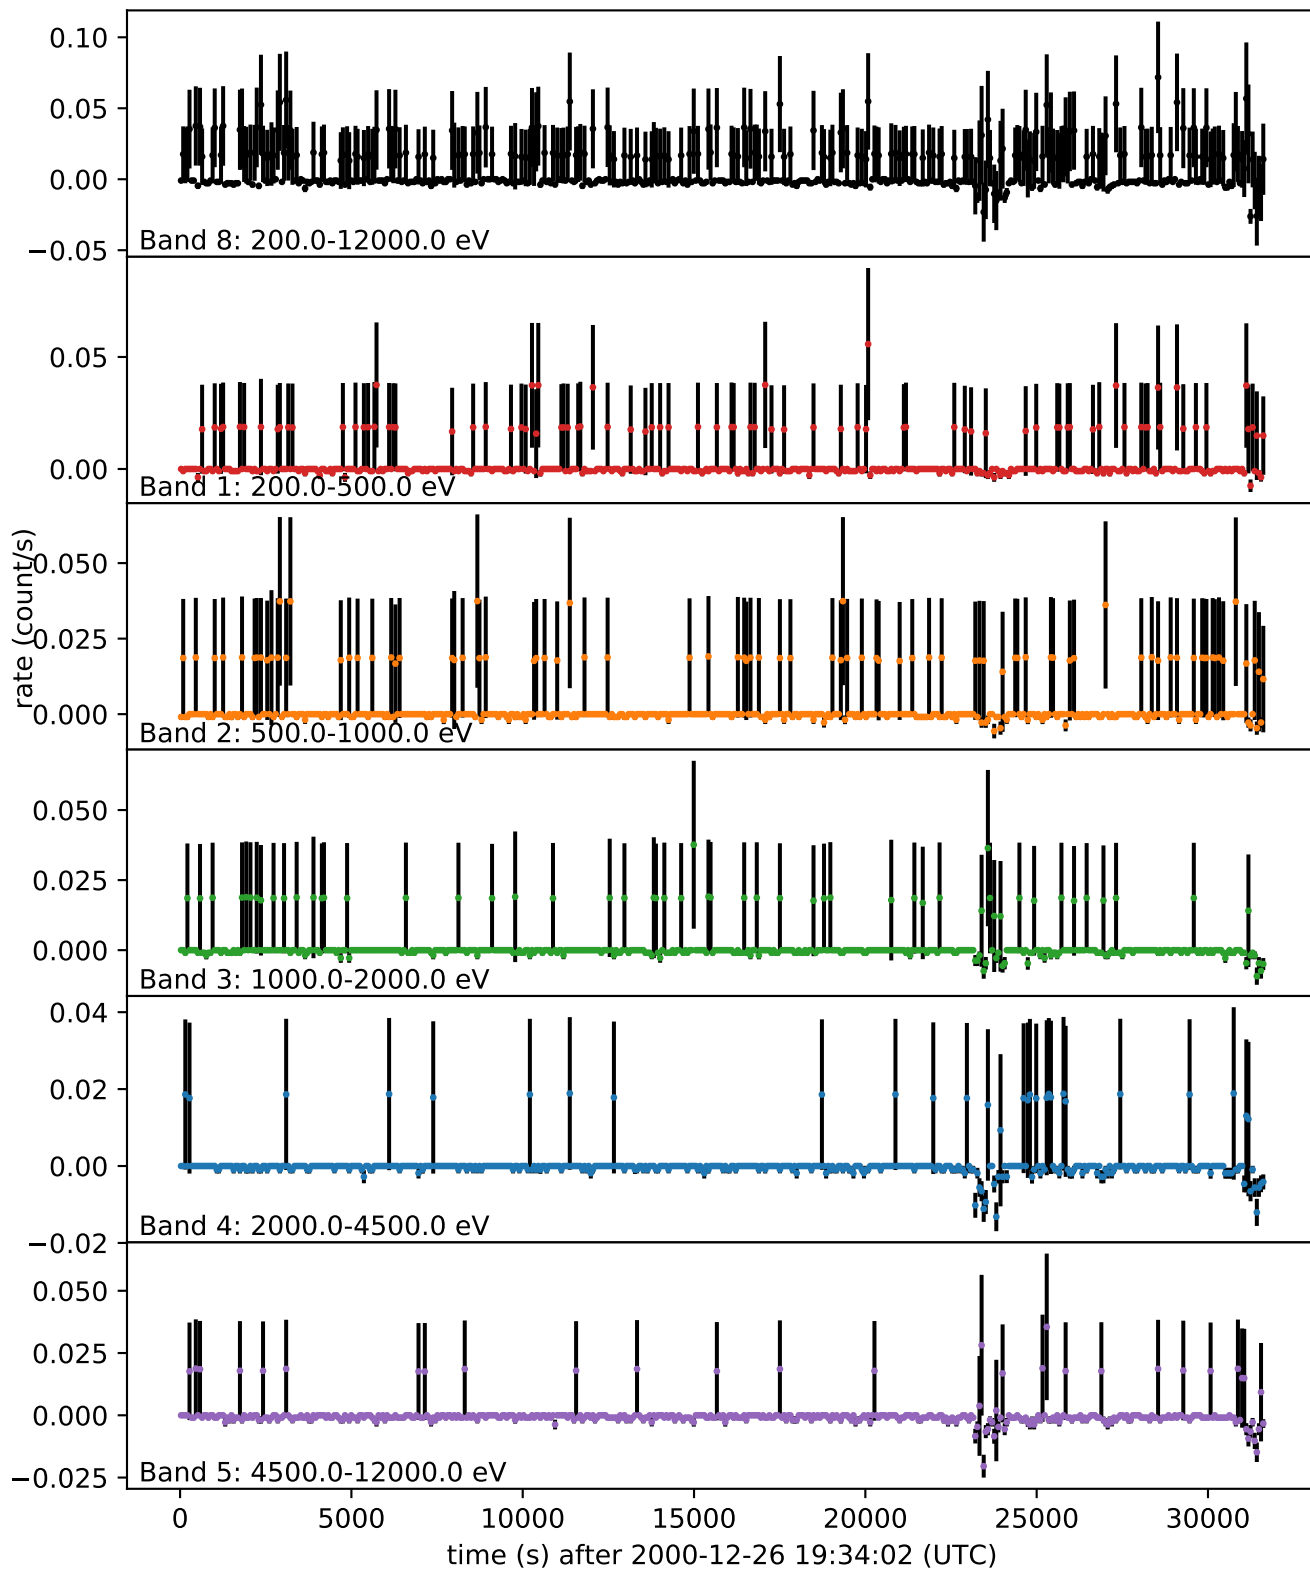 0.10
0.05
0.00
−0.05
Band 8: 200.0-12000.0 eV
0.05
0.00
Band 1: 200.0-500.0 eV
rate (count/s)
0.050
0.025
0.000
Band 2: 500.0-1000.0 eV
0.050
0.025
0.000
Band 3: 1000.0-2000.0 eV
0.04
0.02
0.00
−0.02
Band 4: 2000.0-4500.0 eV
0.050
0.025
0.000
−0.025
Band 5: 4500.0-12000.0 eV
0 5000 10000 15000 20000 25000 30000
time (s) after 2000-12-26 19:34:02 (UTC)